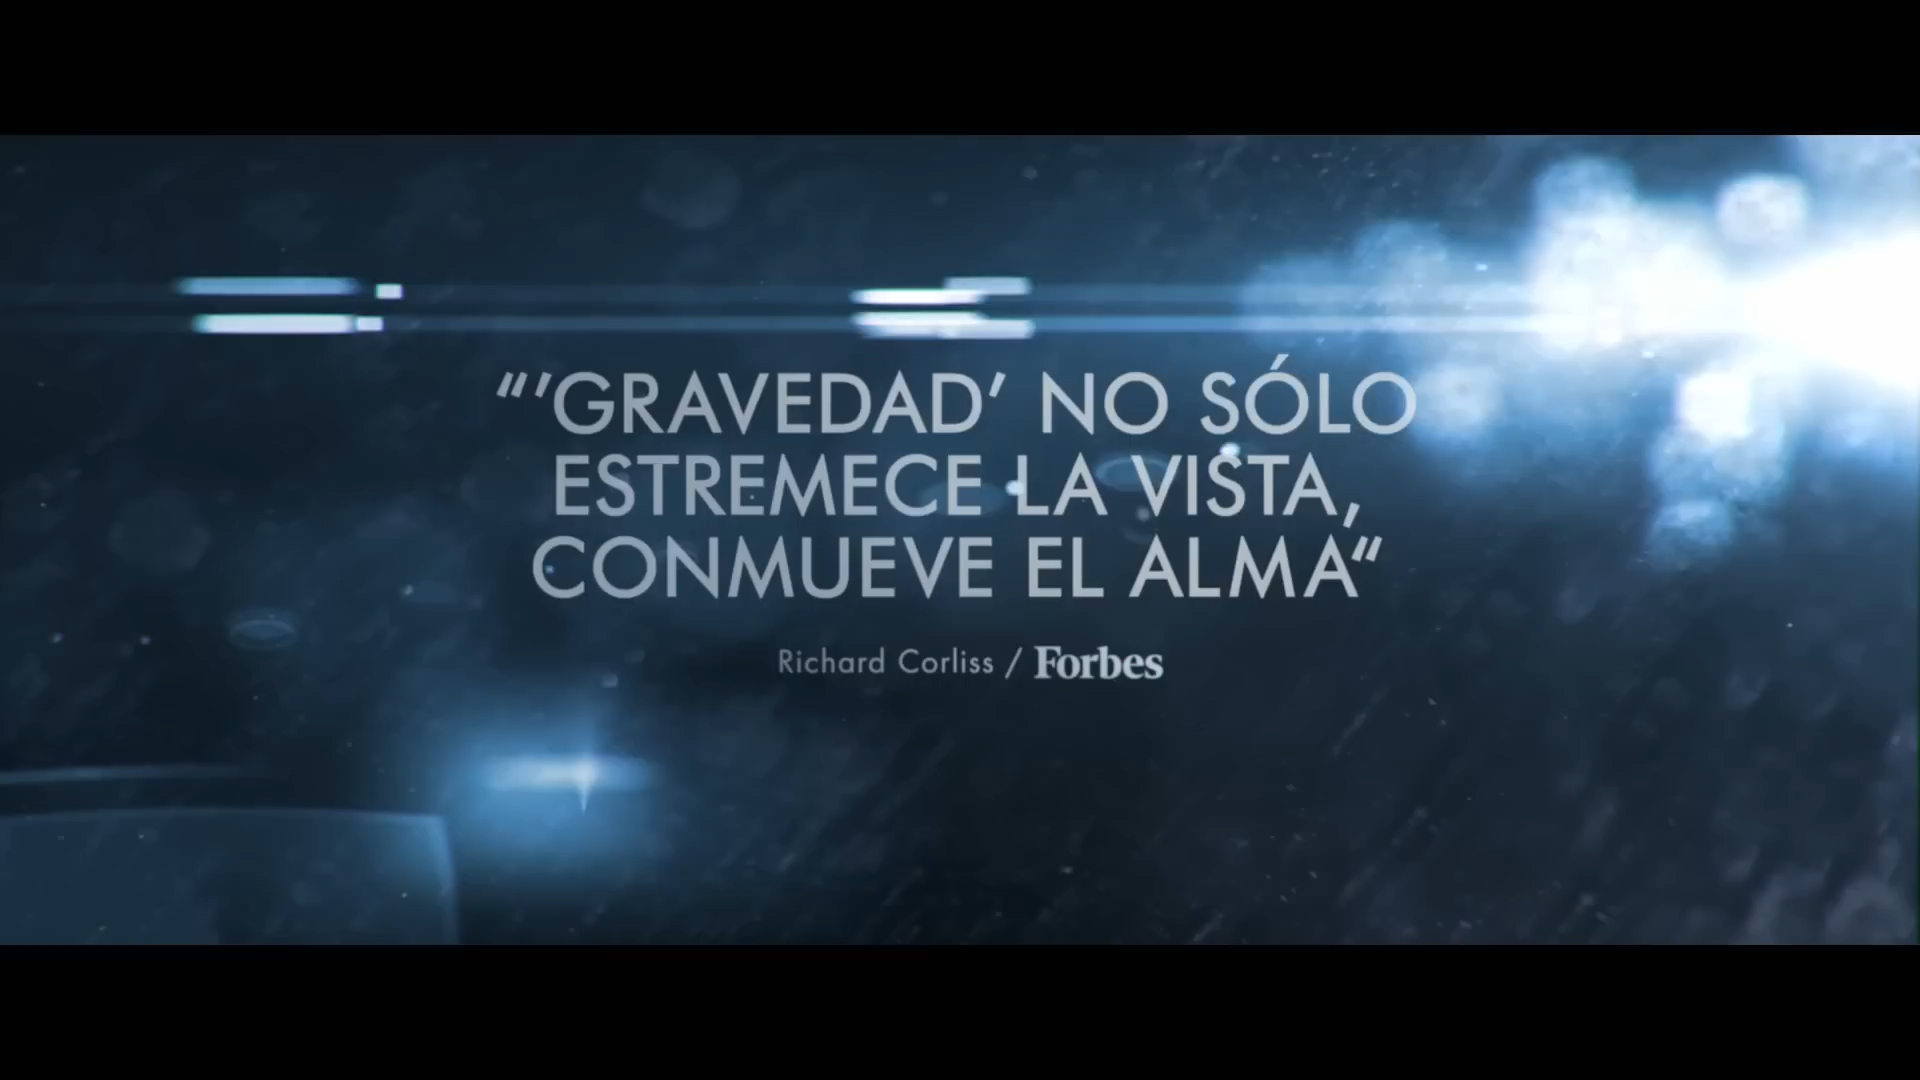 “‘GRAVEDAD’ NO SÓLO
ESTREMECE LA VISTA,
CONMUEVE EL ALMA“
Richard Corliss / Forbes